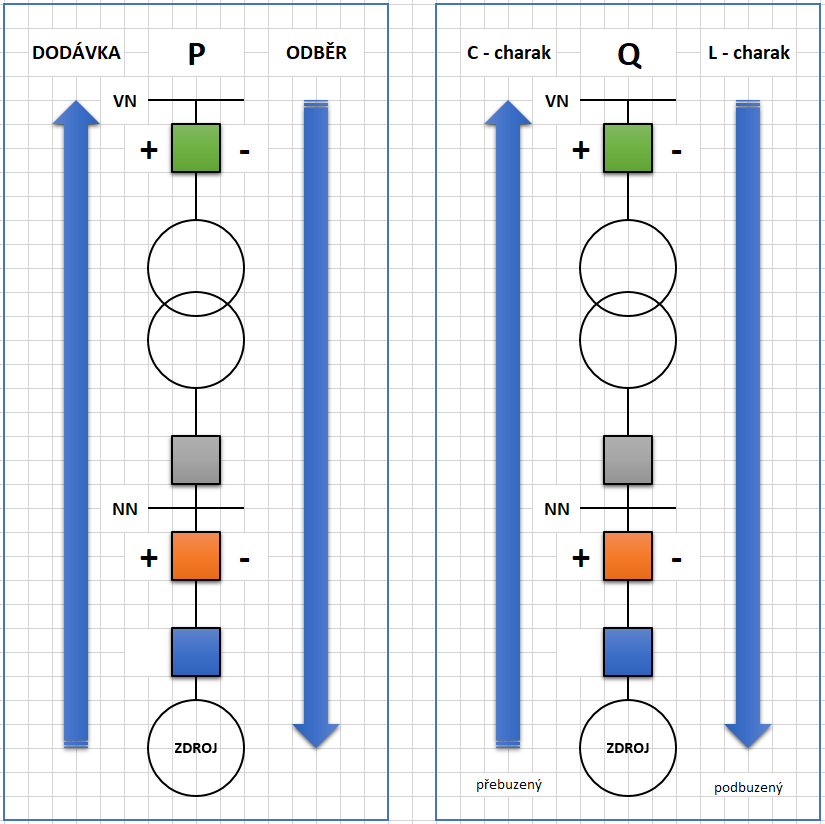 DODÁVKA P ODBĚR
VN
+ -
NN
+ -
ZDROJ
C - charak Q L - charak
VN
+ -
NN
+ -
ZDROJ
přebuzený podbuzený